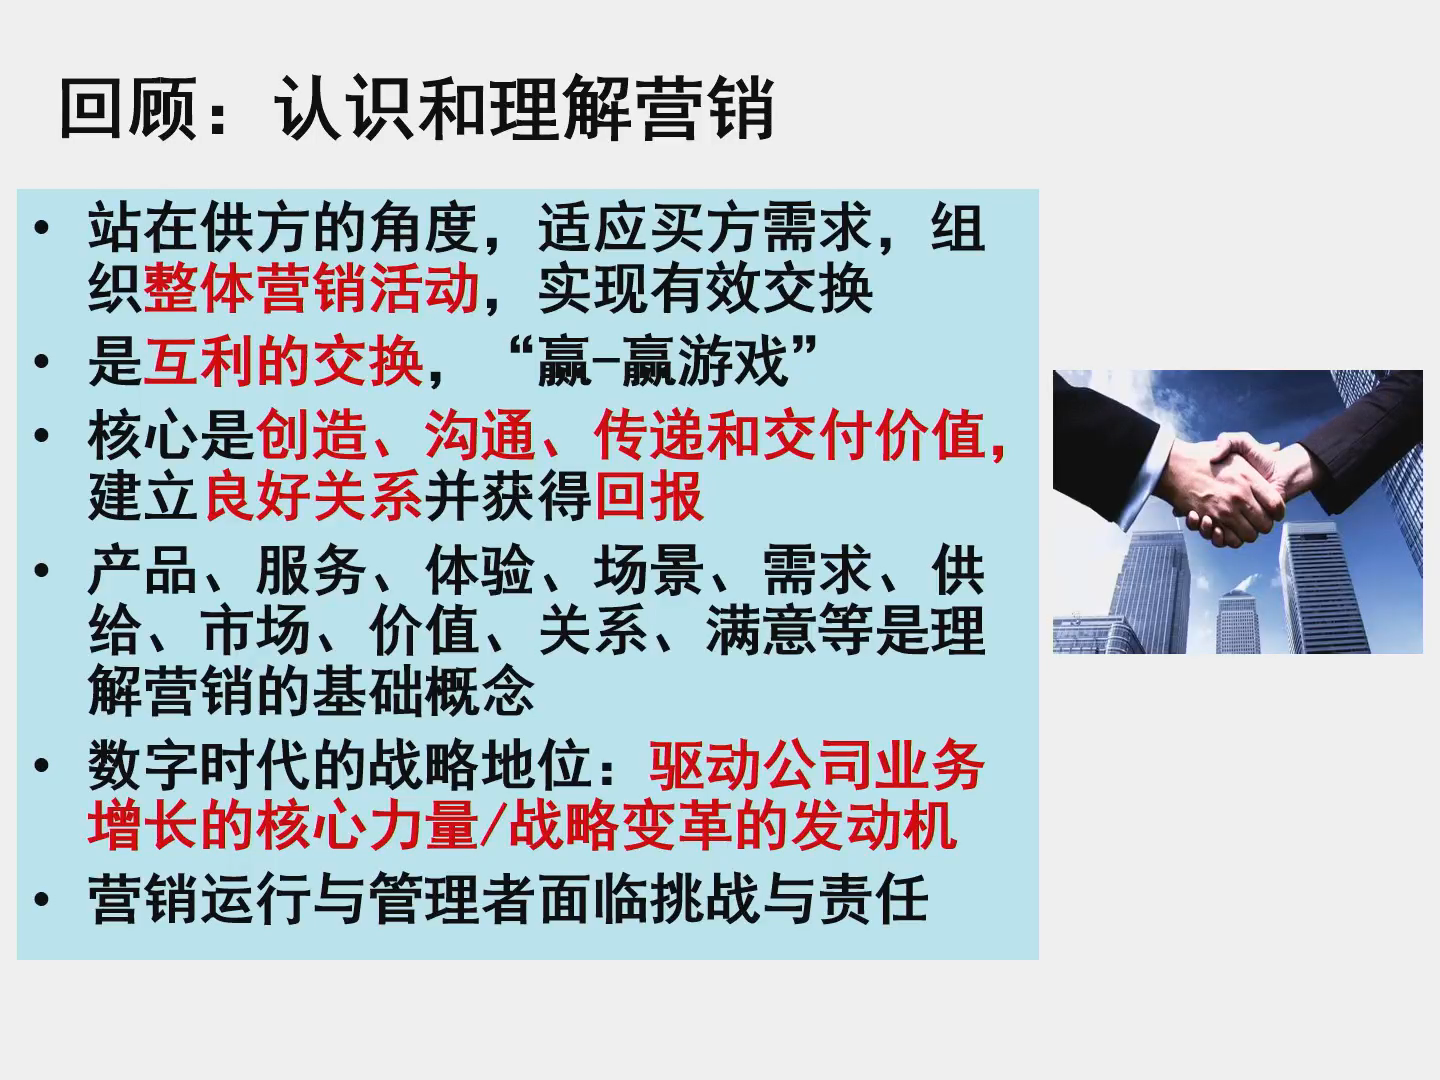 回顾：认识和理解营销
• 站在供方的角度，适应买方需求，组
织整体营销活动，实现有效交换
• 是互利的交换，“赢-赢游戏”
• 核心是创造、沟通、传递和交付价值，
建立良好关系并获得回报
• 产品、服务、体验、场景、需求、供
给、市场、价值、关系、满意等是理
解营销的基础概念
• 数字时代的战略地位：驱动公司业务
增长的核心力量/战略变革的发动机
• 营销运行与管理者面临挑战与责任